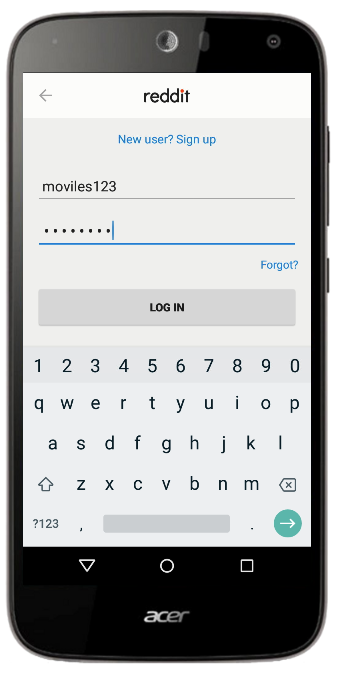 reddit
New user? Sign up
moviles123
••••••••
Forgot?
LOG IN
1 2 3 4 5 6 7 8 9 0
q w e r t y u i o p
a s d f g h j k l
z x c v b n m
?123 , .
acer